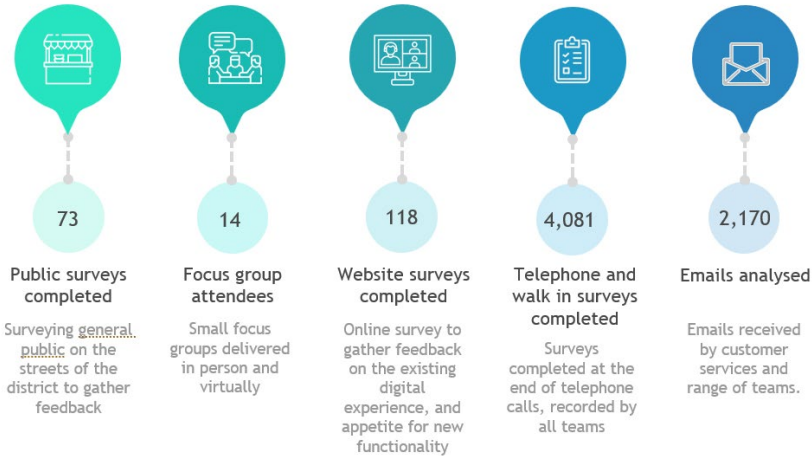 73
Public surveys
completed
Surveying general
public on the
streets of the
district to gather
feedback
14
Focus group
attendees
Small focus
groups delivered
in person and
virtually
118
Website surveys
completed
Online survey to
gather feedback
on the existing
digital
experience, and
appetite for new
functionality
4,081
Telephone and
walk in surveys
completed
Surveys
completed at the
end of telephone
calls, recorded by
all teams
2,170
Emails analysed
Emails received
by customer
services and
range of teams.